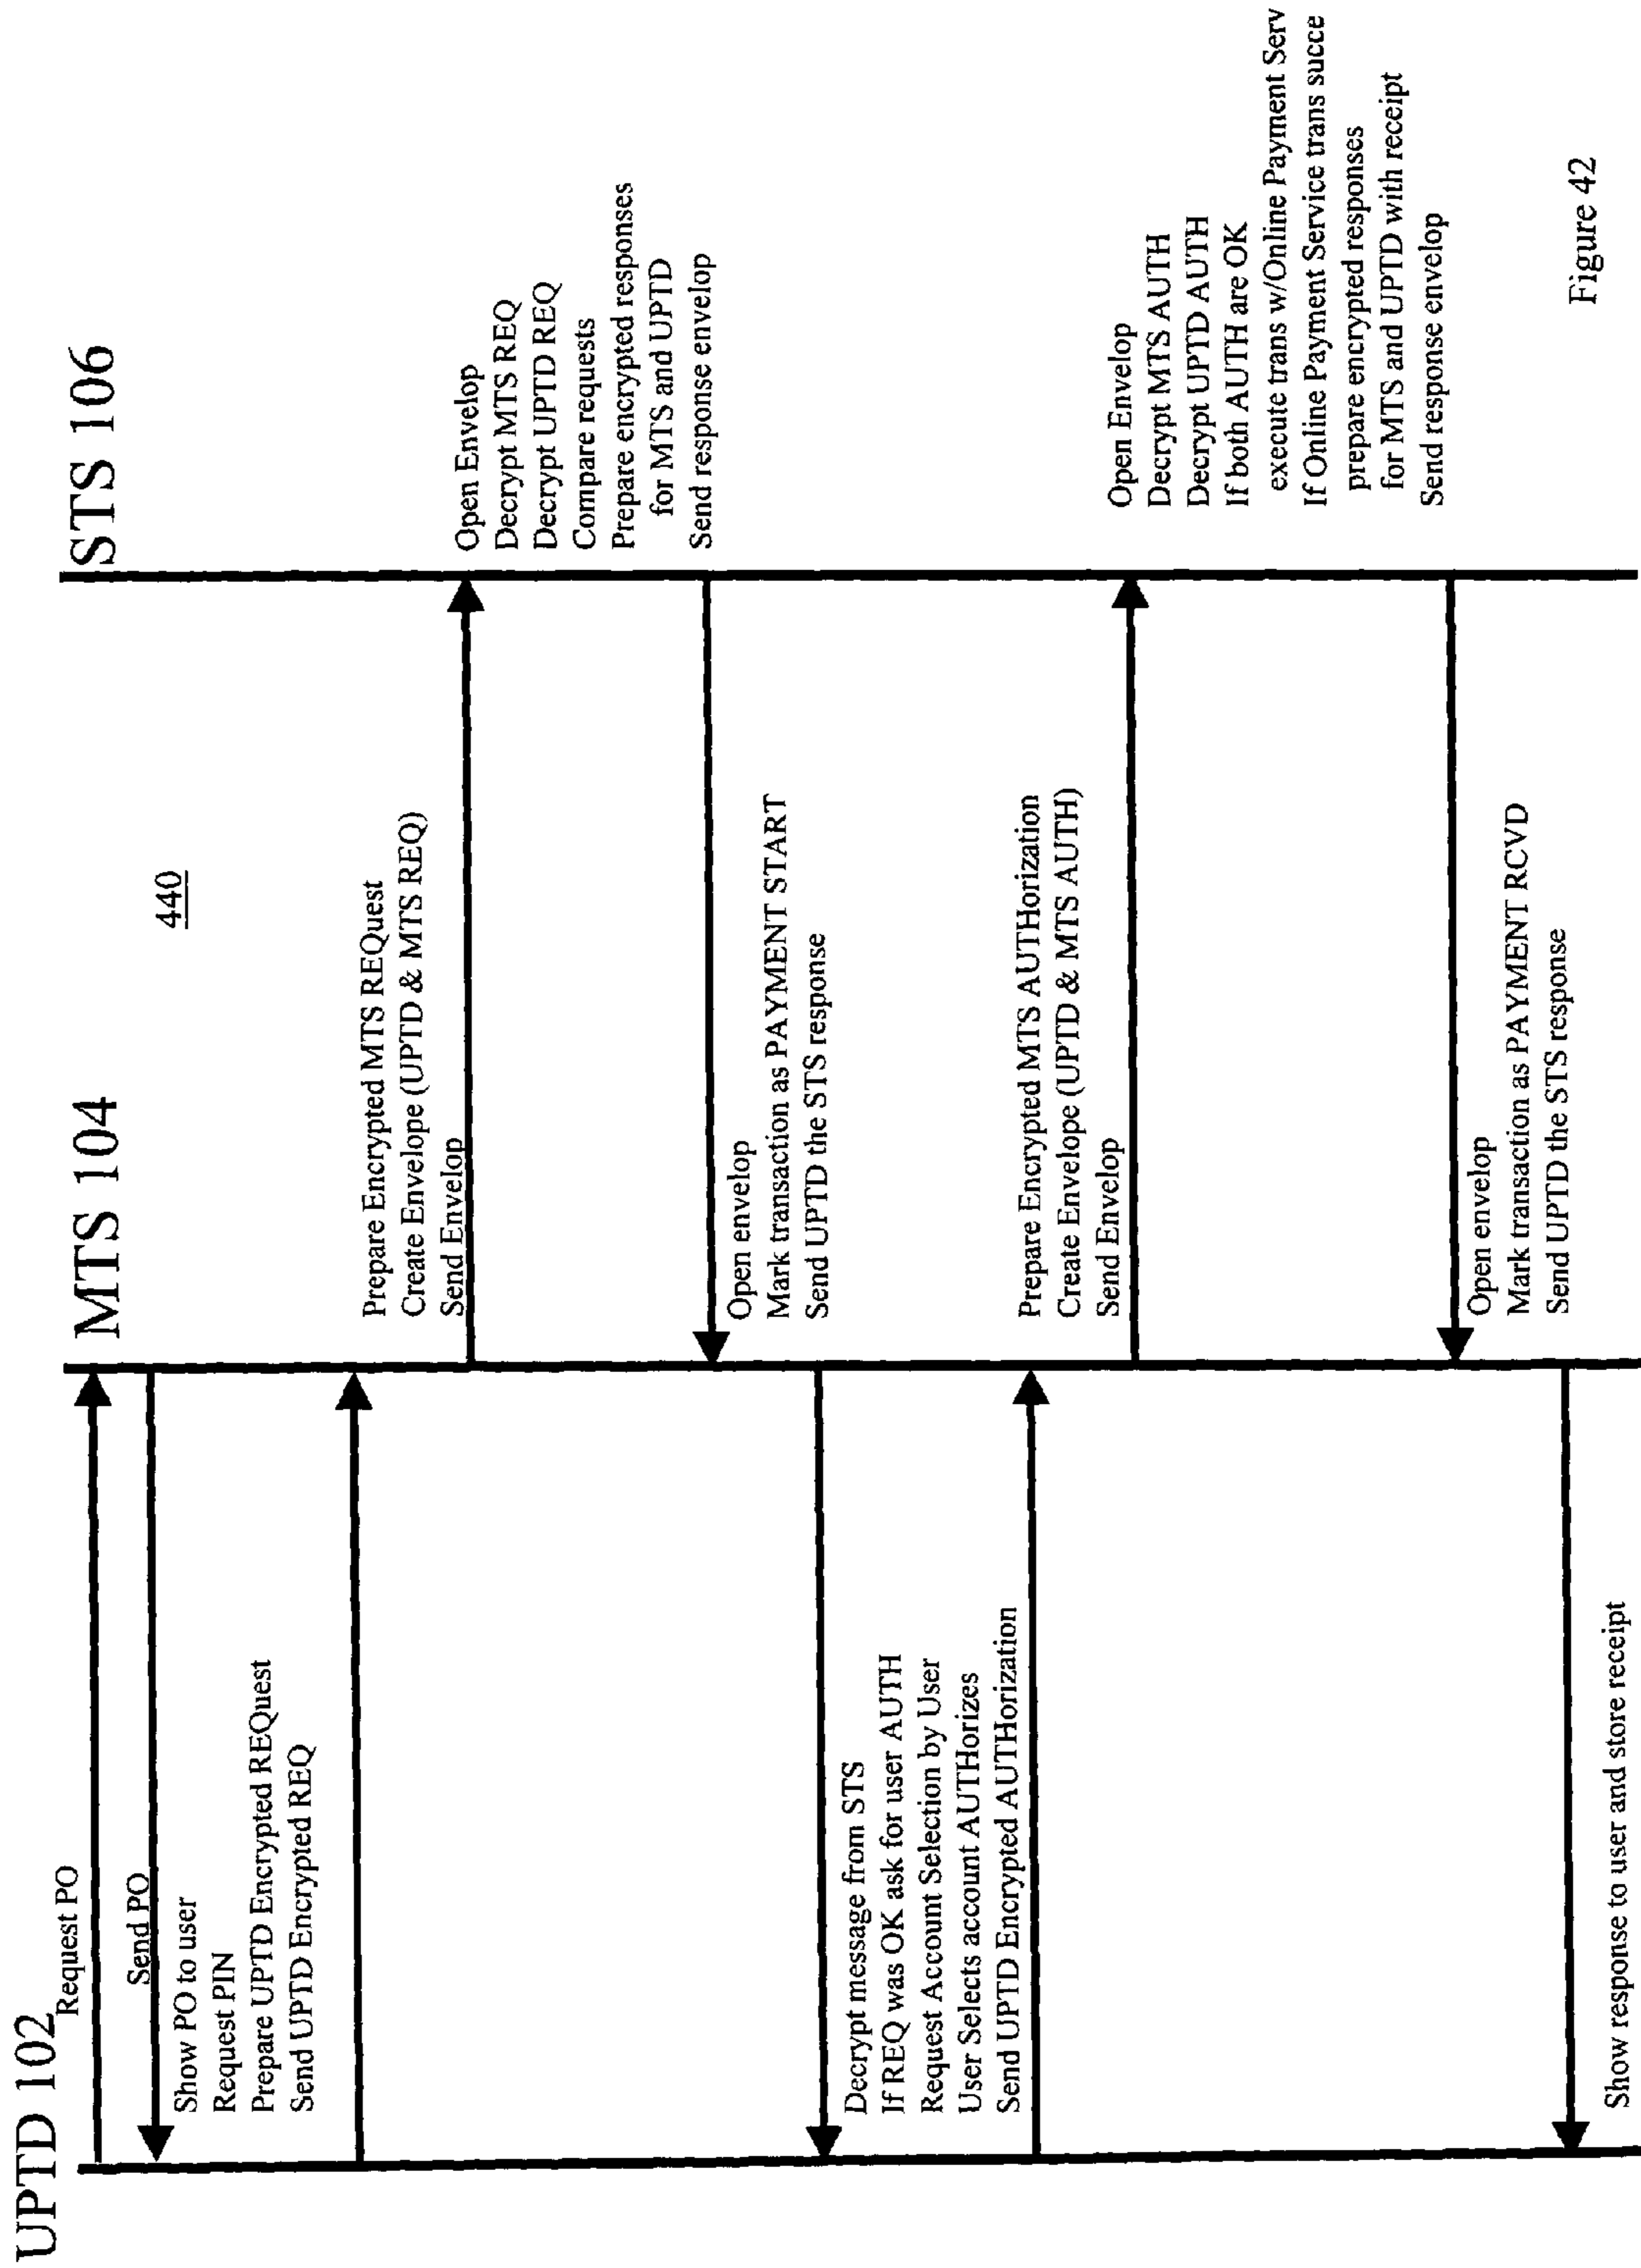 UPTD 102
MTS 104
STS 106
440
Request PO
Send PO
Show PO to user
Request PIN
Prepare UPTD Encrypted REQuest
Send UPTD Encrypted REQ
Prepare Encrypted MTS REQuest
Create Envelope (UPTD & MTS REQ)
Send Envelop
Open Envelop
Decrypt MTS REQ
Decrypt UPTD REQ
Compare requests
Prepare encrypted responses
for MTS and UPTD
Send response envelop
Open envelop
Mark transaction as PAYMENT START
Send UPTD the STS response
Decrypt message from STS
If REQ was OK ask for user AUTH
Request Account Selection by User
User Selects account AUTHorizes
Send UPTD Encrypted AUTHorization
Prepare Encrypted MTS AUTHorization
Create Envelope (UPTD & MTS AUTH)
Send Envelop
Open Envelop
Decrypt MTS AUTH
Decrypt UPTD AUTH
If both AUTH are OK
execute trans w/Online Payment Serv
If Online Payment Service trans succe
prepare encrypted responses
for MTS and UPTD with receipt
Send response envelop
Open envelop
Mark transaction as PAYMENT RCVD
Send UPTD the STS response
Show response to user and store receipt
Figure 42